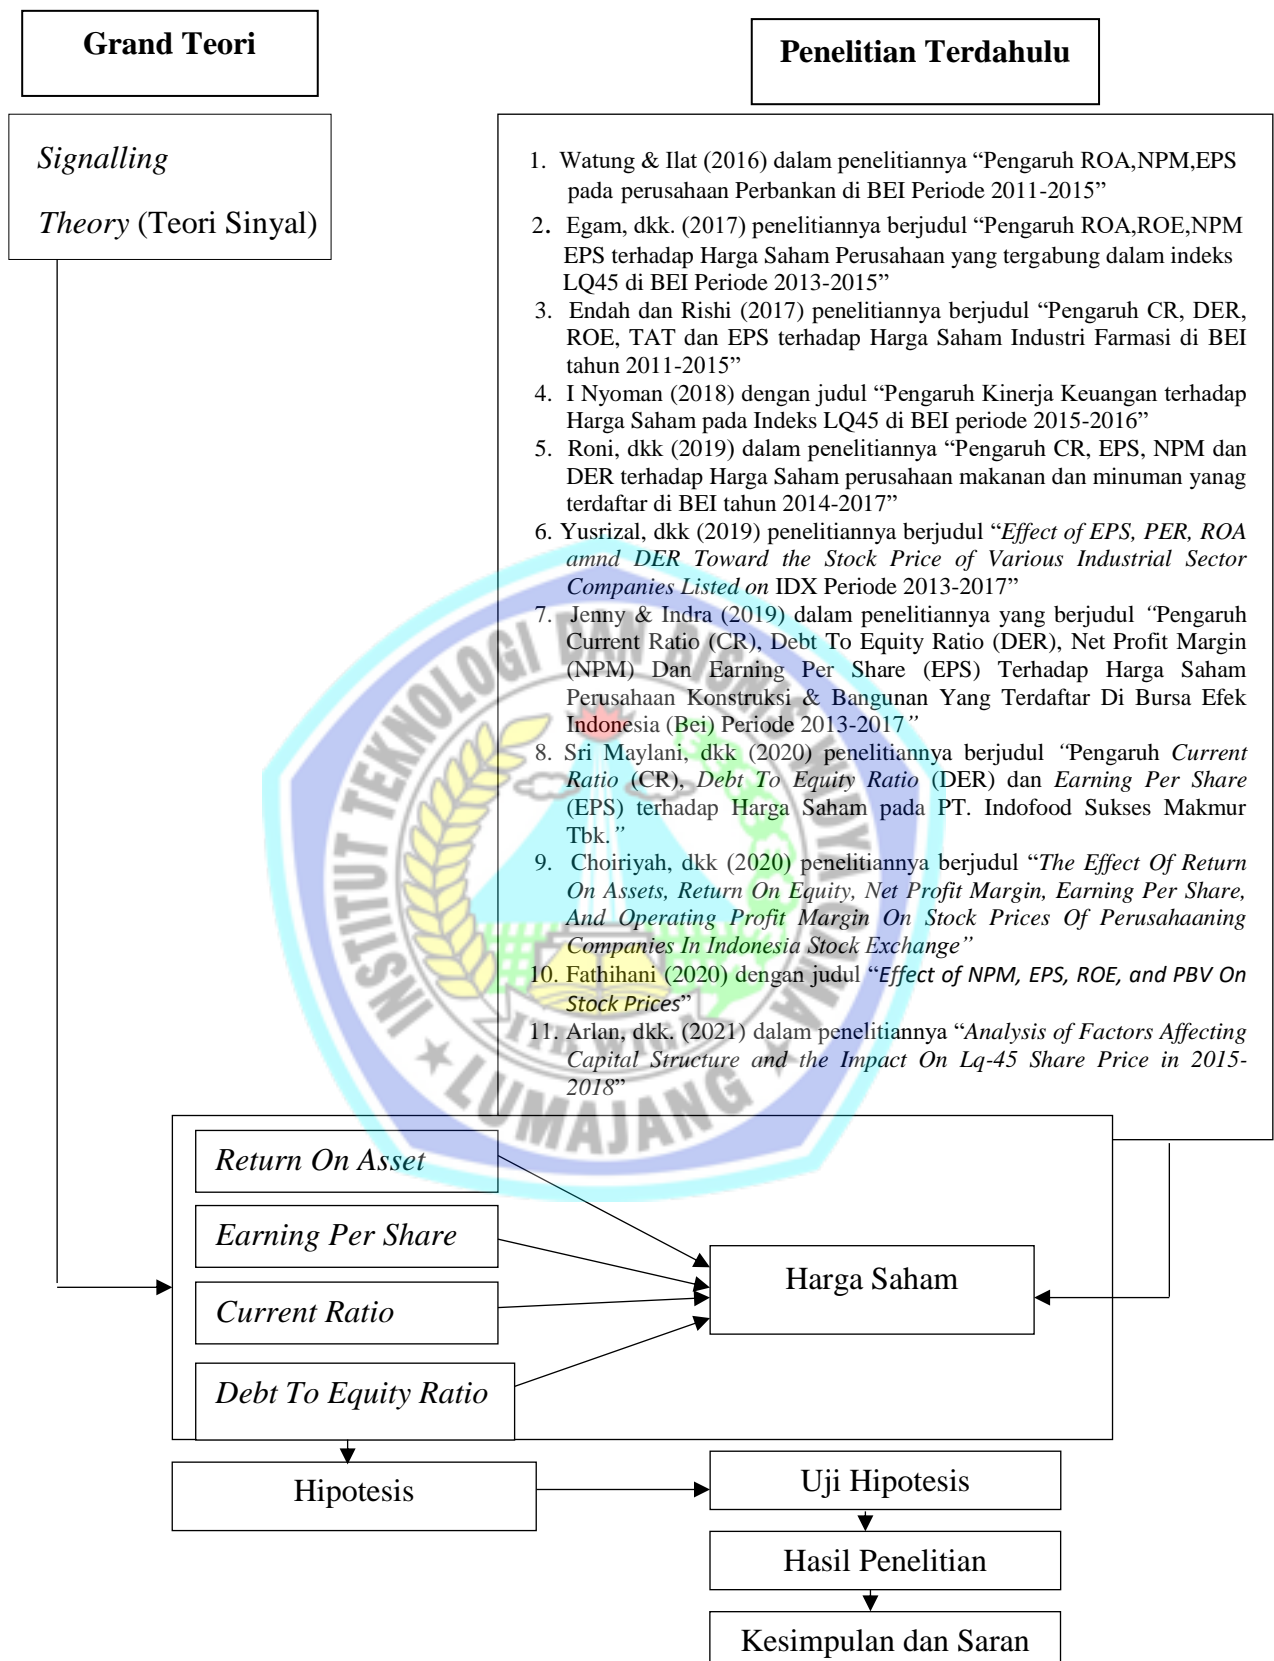 Grand Teori
Penelitian Terdahulu
Signalling
Theory (Teori Sinyal)
1. Watung & Ilat (2016) dalam penelitiannya “Pengaruh ROA,NPM,EPS
pada perusahaan Perbankan di BEI Periode 2011-2015”
2. Egam, dkk. (2017) penelitiannya berjudul “Pengaruh ROA,ROE,NPM
EPS terhadap Harga Saham Perusahaan yang tergabung dalam indeks
LQ45 di BEI Periode 2013-2015”
3. Endah dan Rishi (2017) penelitiannya berjudul “Pengaruh CR, DER,
ROE, TAT dan EPS terhadap Harga Saham Industri Farmasi di BEI
tahun 2011-2015”
4. I Nyoman (2018) dengan judul “Pengaruh Kinerja Keuangan terhadap
Harga Saham pada Indeks LQ45 di BEI periode 2015-2016”
5. Roni, dkk (2019) dalam penelitiannya “Pengaruh CR, EPS, NPM dan
DER terhadap Harga Saham perusahaan makanan dan minuman yanag
terdaftar di BEI tahun 2014-2017”
6. Yusrizal, dkk (2019) penelitiannya berjudul “Effect of EPS, PER, ROA
amnd DER Toward the Stock Price of Various Industrial Sector
Companies Listed on IDX Periode 2013-2017”
7. Jenny & Indra (2019) dalam penelitiannya yang berjudul “Pengaruh
Current Ratio (CR), Debt To Equity Ratio (DER), Net Profit Margin
(NPM) Dan Earning Per Share (EPS) Terhadap Harga Saham
Perusahaan Konstruksi & Bangunan Yang Terdaftar Di Bursa Efek
Indonesia (Bei) Periode 2013-2017”
8. Sri Maylani, dkk (2020) penelitiannya berjudul “Pengaruh Current
Ratio (CR), Debt To Equity Ratio (DER) dan Earning Per Share
(EPS) terhadap Harga Saham pada PT. Indofood Sukses Makmur
Tbk.”
9. Choiriyah, dkk (2020) penelitiannya berjudul “The Effect Of Return
On Assets, Return On Equity, Net Profit Margin, Earning Per Share,
And Operating Profit Margin On Stock Prices Of Perusahaaning
Companies In Indonesia Stock Exchange”
10. Fathihani (2020) dengan judul “Effect of NPM, EPS, ROE, and PBV On
Stock Prices”
11. Arlan, dkk. (2021) dalam penelitiannya “Analysis of Factors Affecting
Capital Structure and the Impact On Lq-45 Share Price in 2015-
2018”
INSTITUT TEKNOLOGI DAN BISNIS WIDYA GAMA
ITB WIGA
LUMAJANG
Return On Asset
Earning Per Share
Current Ratio
Debt To Equity Ratio
Harga Saham
Hipotesis
Uji Hipotesis
Hasil Penelitian
Kesimpulan dan Saran